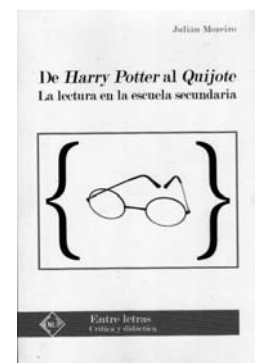 Julián Moreiro
De Harry Potter al Quijote
La lectura en la escuela secundaria
Entre letras
Crítica y didáctica